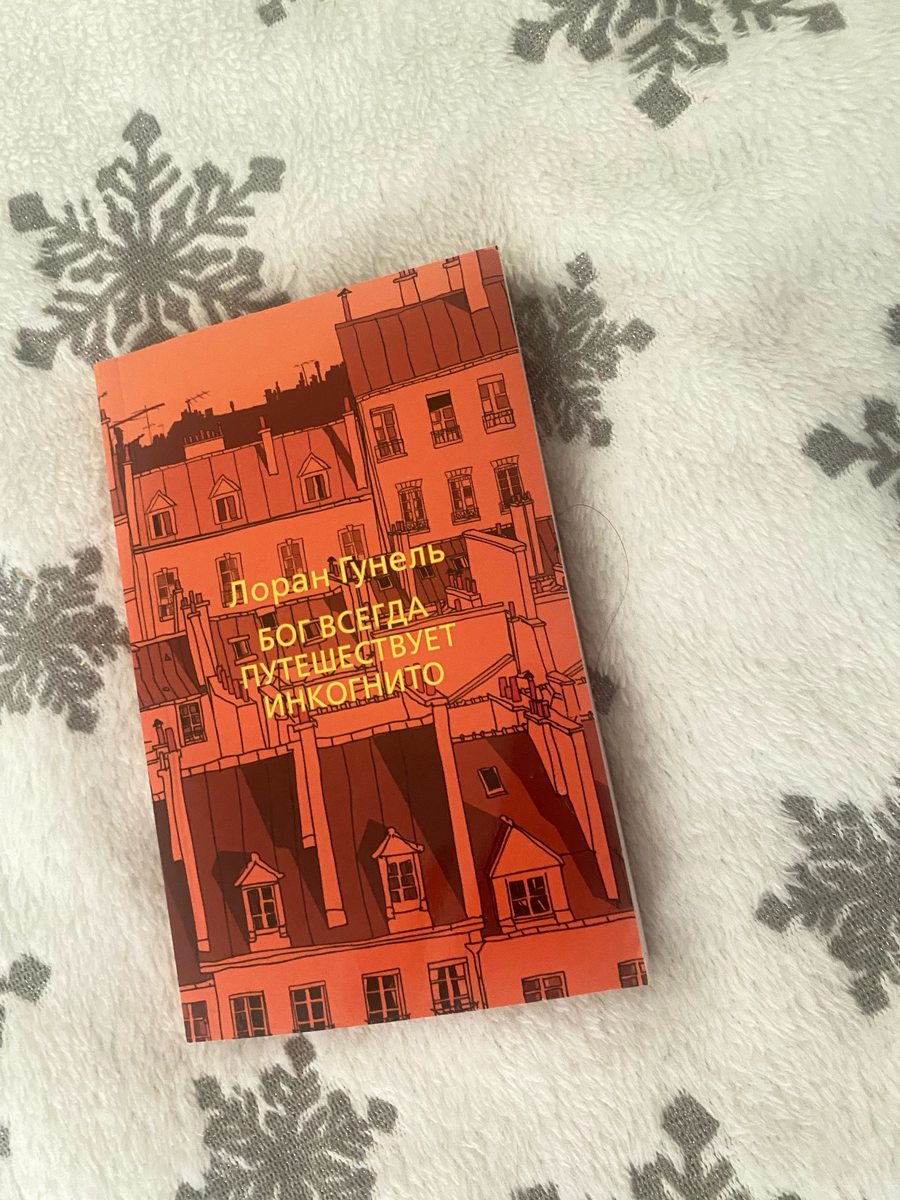 Лоран Гунель
БОГ ВСЕГДА
ПУТЕШЕСТВУЕТ
ИНКОГНИТО